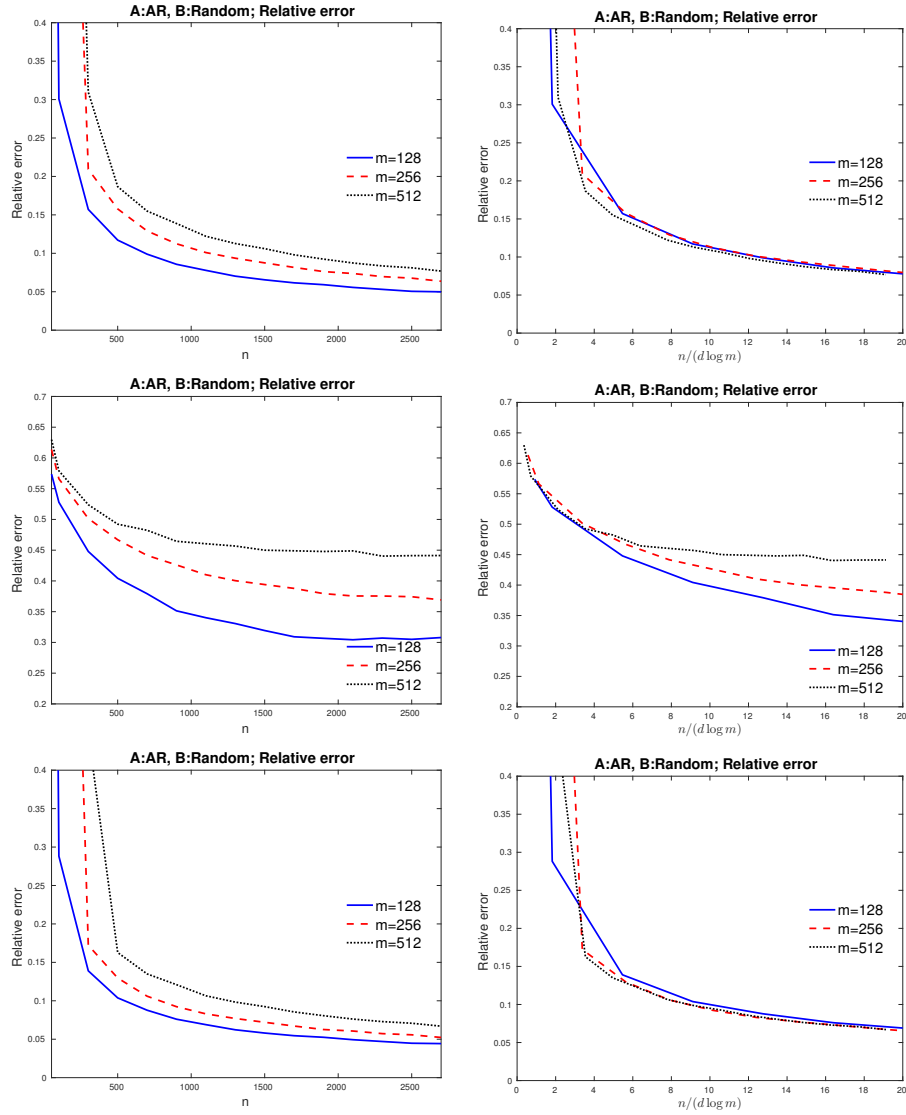 A:AR, B:Random; Relative error
0.4
0.35
0.3
0.25
0.2
0.15
0.1
0.05
0
Relative error
m=128
m=256
m=512
500 1000 1500 2000 2500
n
A:AR, B:Random; Relative error
0.4
0.35
0.3
0.25
0.2
0.15
0.1
0.05
0
Relative error
m=128
m=256
m=512
0 2 4 6 8 10 12 14 16 18 20
n/(d log m)
A:AR, B:Random; Relative error
0.7
0.65
0.6
0.55
0.5
0.45
0.4
0.35
0.3
0.25
0.2
Relative error
m=128
m=256
m=512
500 1000 1500 2000 2500
n
A:AR, B:Random; Relative error
0.7
0.65
0.6
0.55
0.5
0.45
0.4
0.35
0.3
0.25
0.2
Relative error
m=128
m=256
m=512
0 2 4 6 8 10 12 14 16 18 20
n/(d log m)
A:AR, B:Random; Relative error
0.4
0.35
0.3
0.25
0.2
0.15
0.1
0.05
0
Relative error
m=128
m=256
m=512
500 1000 1500 2000 2500
n
A:AR, B:Random; Relative error
0.4
0.35
0.3
0.25
0.2
0.15
0.1
0.05
0
Relative error
m=128
m=256
m=512
0 2 4 6 8 10 12 14 16 18 20
n/(d log m)